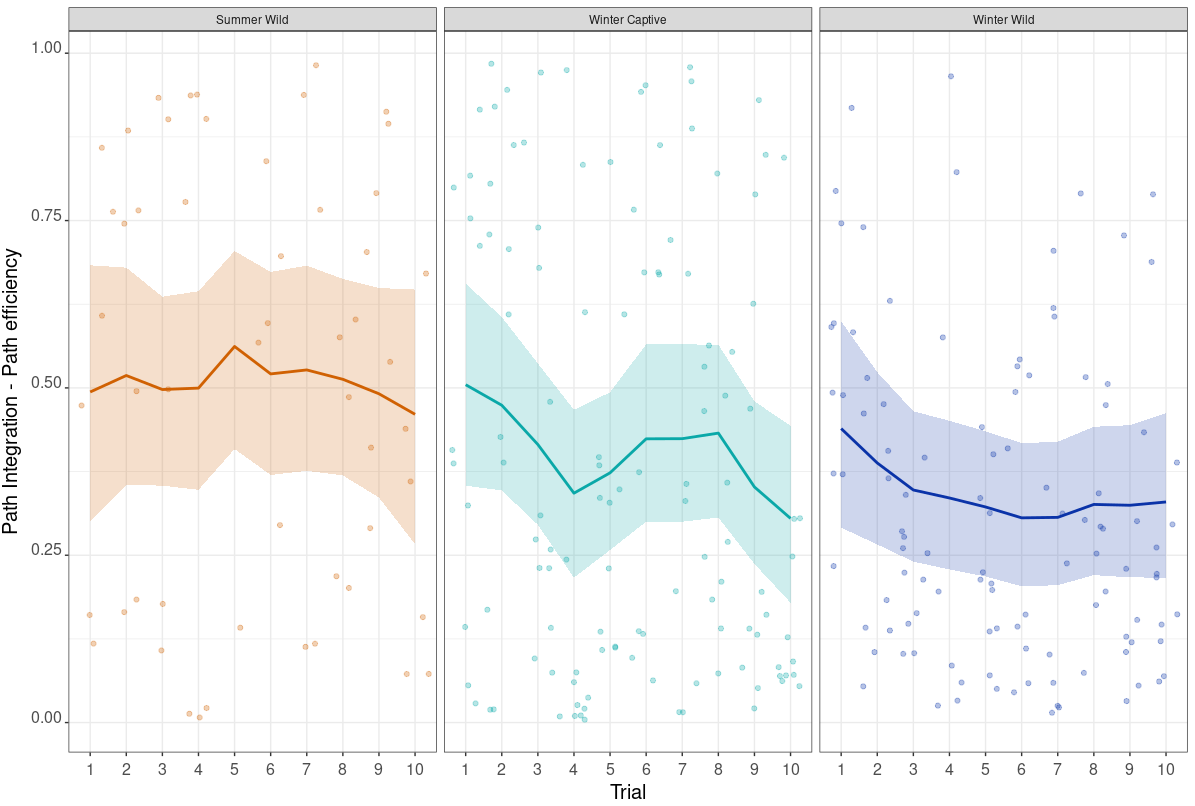 Summer Wild Winter Captive Winter Wild
1.00
0.75
0.50
0.25
0.00
Path Integration - Path efficiency
1 2 3 4 5 6 7 8 9 10 1 2 3 4 5 6 7 8 9 10 1 2 3 4 5 6 7 8 9 10
Trial